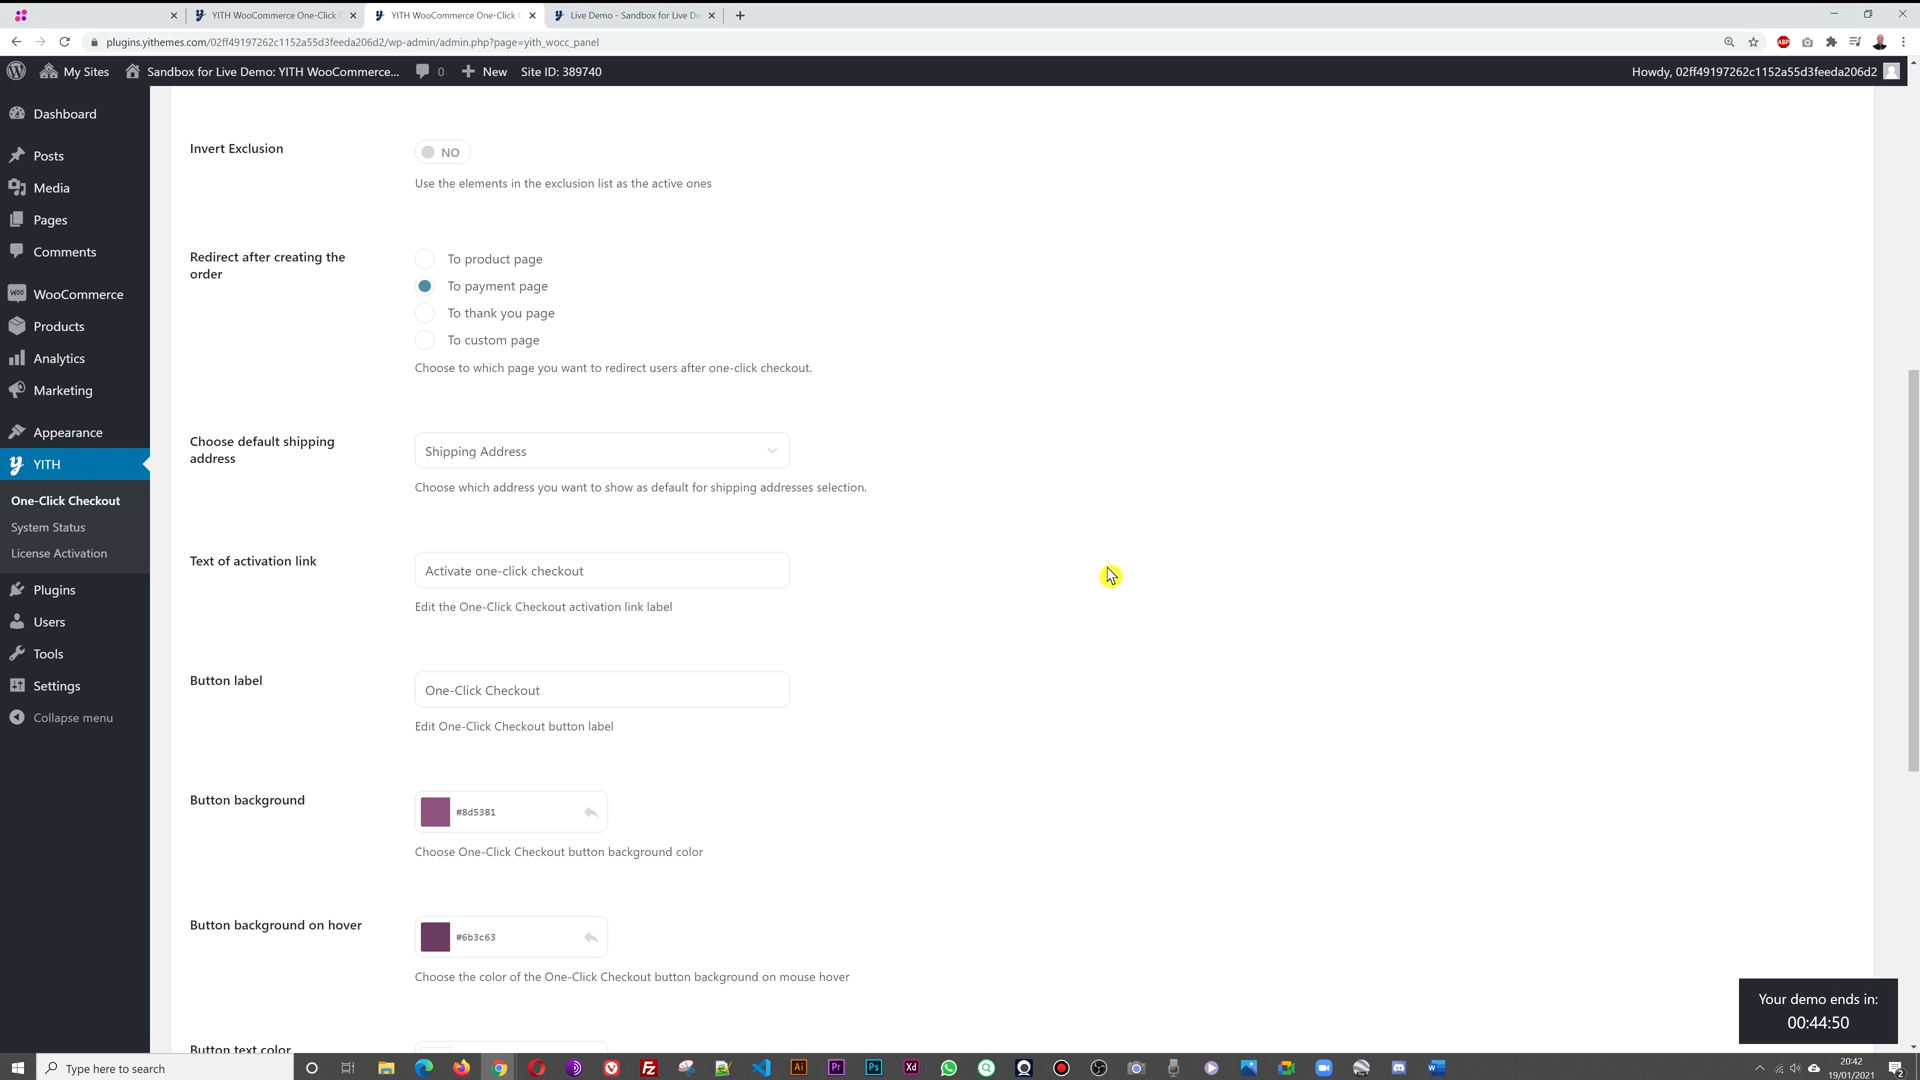 YITH WooCommerce One-Click C
YITH WooCommerce One-Click C
Live Demo - Sandbox for Live De
plugins.yithemes.com/02ff49197262c1152a55d3feeda206d2/wp-admin/admin.php?page=yith_wocc_panel
ABP
My Sites
Sandbox for Live Demo: YITH WooCommerce...
0
New
Site ID: 389740
Howdy, 02ff49197262c1152a55d3feeda206d2
Dashboard
Posts
Media
Pages
Comments
WooCommerce
Products
Analytics
Marketing
Appearance
YITH
One-Click Checkout
System Status
License Activation
Plugins
Users
Tools
Settings
Collapse menu
Invert Exclusion
NO
Use the elements in the exclusion list as the active ones
Redirect after creating the
order
To product page
To payment page
To thank you page
To custom page
Choose to which page you want to redirect users after one-click checkout.
Choose default shipping
address
Shipping Address
Choose which address you want to show as default for shipping addresses selection.
Text of activation link
Activate one-click checkout
Edit the One-Click Checkout activation link label
Button label
One-Click Checkout
Edit One-Click Checkout button label
Button background
#8d5381
Choose One-Click Checkout button background color
Button background on hover
#6b3c63
Choose the color of the One-Click Checkout button background on mouse hover
Button text color
Your demo ends in:
00:44:50
Type here to search
20:42
19/01/2021
2